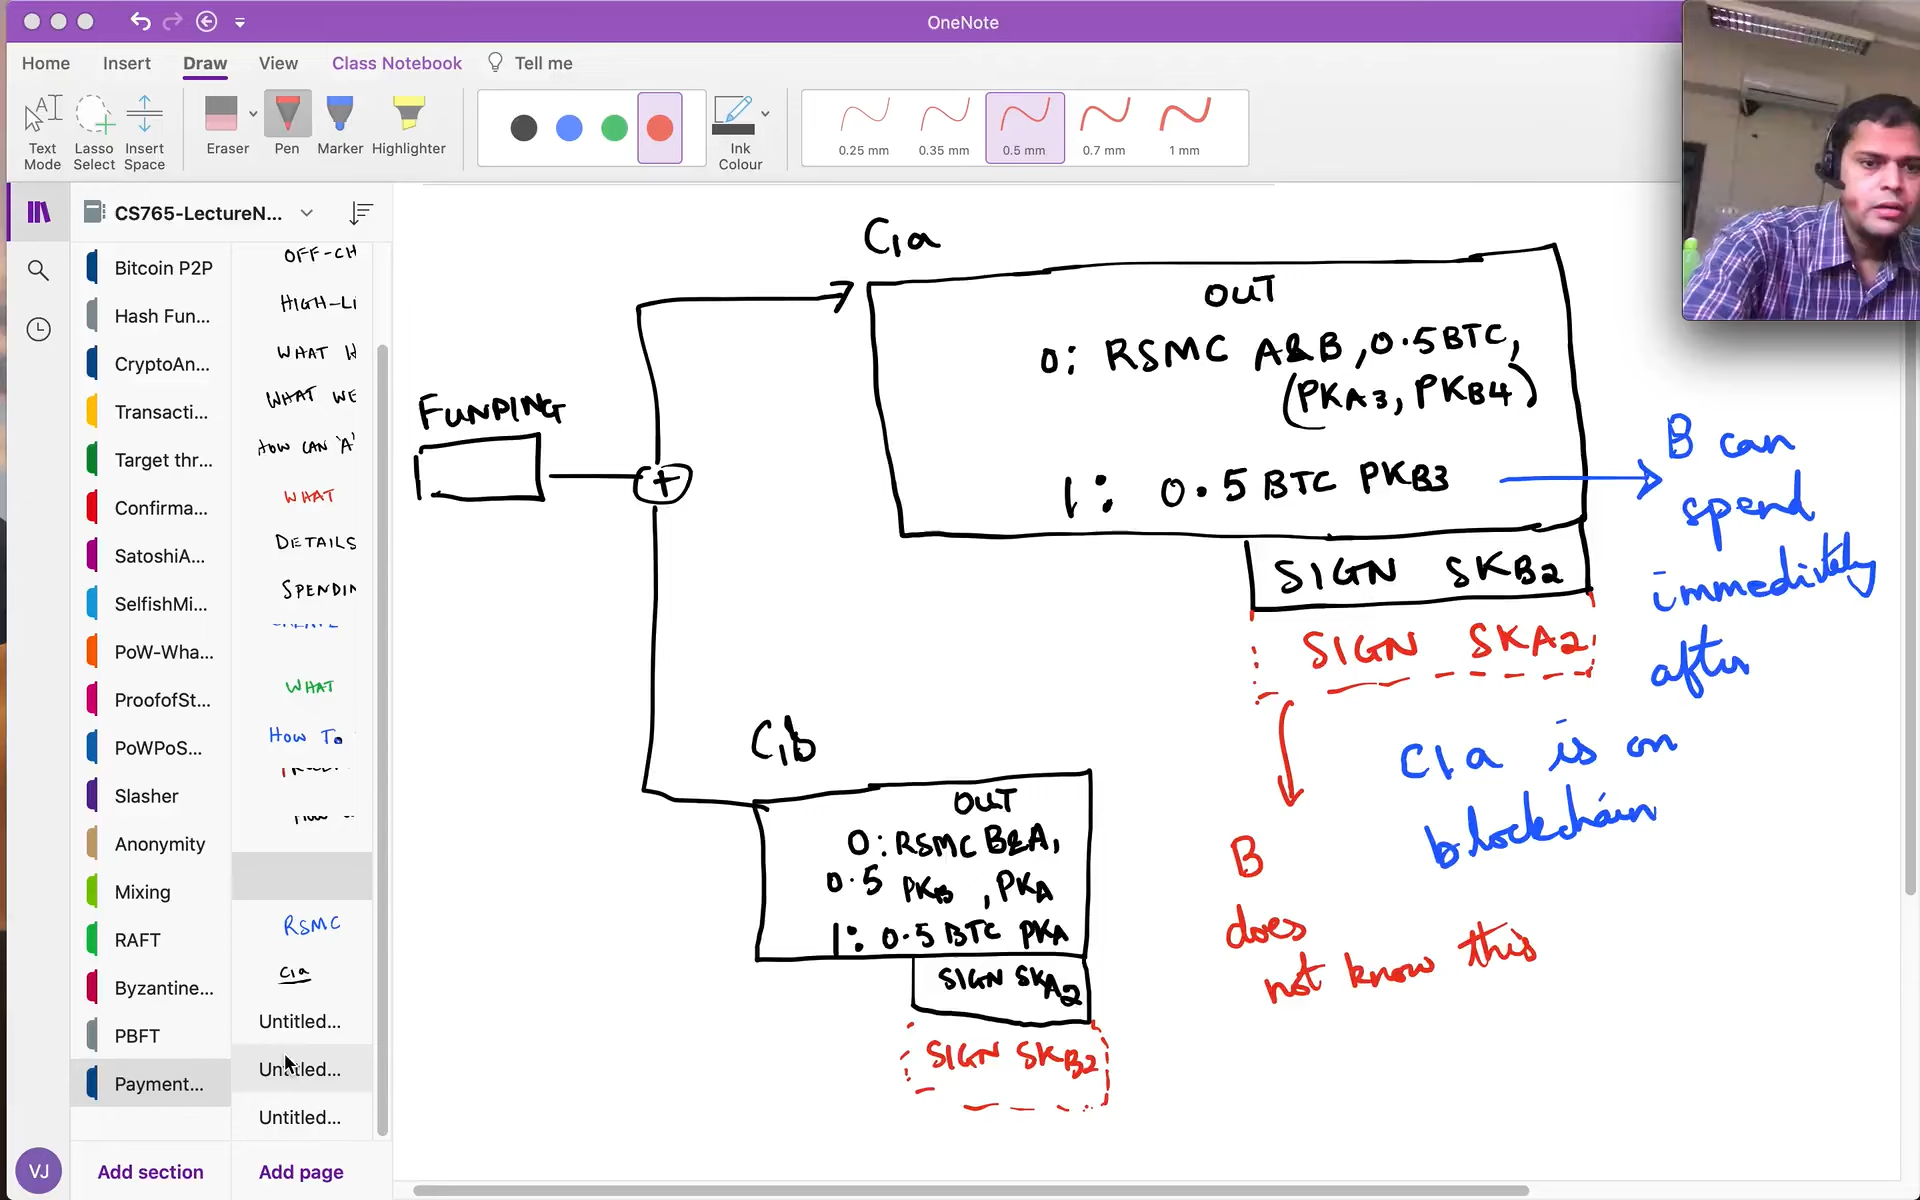 OneNote
Home Insert Draw View Class Notebook Tell me
Text Mode
Lasso Select
Insert Space
Eraser
Pen
Marker
Highlighter
Ink Colour
0.25 mm
0.35 mm
0.5 mm
0.7 mm
1 mm
CS765-LectureN...
Bitcoin P2P
Hash Fun...
CryptoAn...
Transacti...
Target thr...
Confirma...
SatoshiA...
SelfishMi...
PoW-Wha...
ProofofSt...
PoWPoS...
Slasher
Anonymity
Mixing
RAFT
Byzantine...
PBFT
Payment...
Add section
VJ
OFF-CH
HIGH-LI
WHAT H
WHAT WE
HOW CAN 'A'
WHAT
DETAILS
SPENDIN
WHAT
HOW TO
RSMC
C1a
Untitled...
Untitled...
Untitled...
Add page
FUNDING
+
C1a
OUT
0: RSMC A&B, 0.5BTC,
(PKA3, PKB4)
1: 0.5 BTC PKB3
SIGN SKB2
SIGN SKA2
B can
spend
immediately
after
C1a is on
blockchain
B
does
not know this
C1b
OUT
0: RSMC B&A,
0.5 PKB, PKA
1: 0.5 BTC PKA
SIGN SKA2
SIGN SKB2